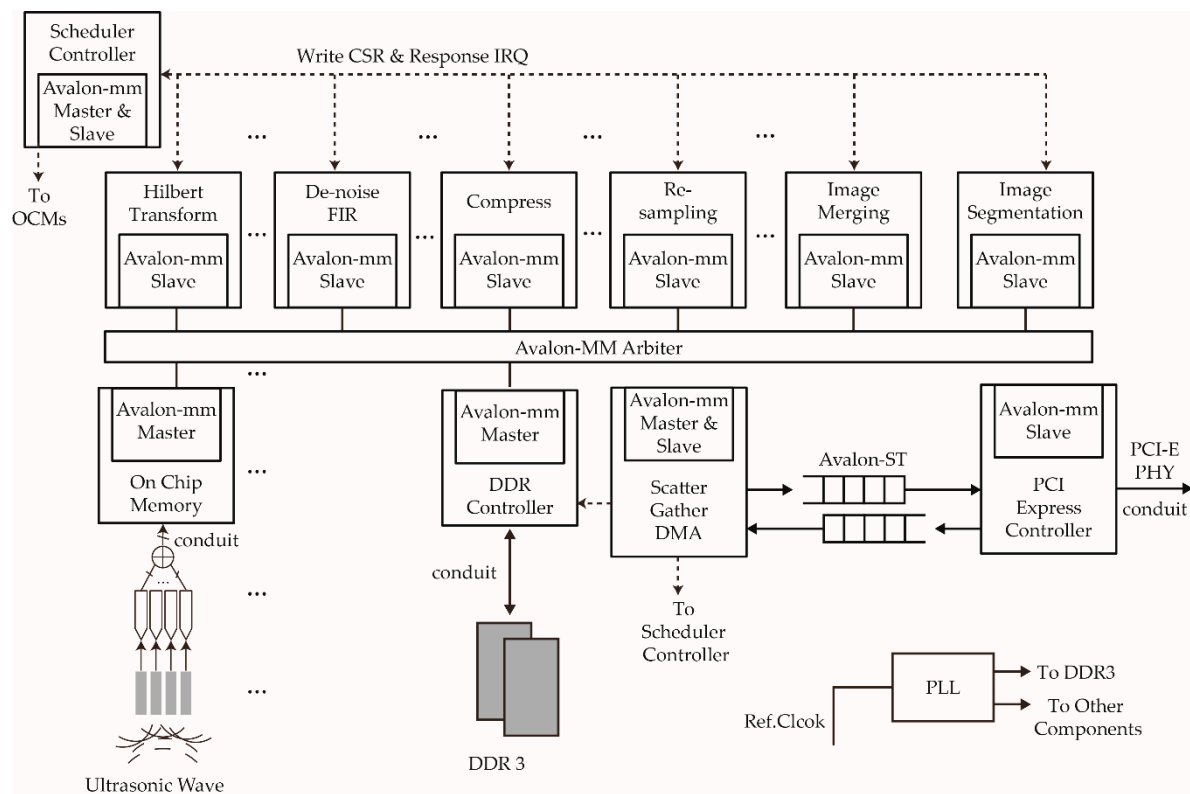 Scheduler
Controller
Avalon-mm
Master &
Slave
To
OCMs
Write CSR & Response IRQ
...
...
...
...
Hilbert
Transform
Avalon-mm
Slave
...
De-noise
FIR
Avalon-mm
Slave
...
Compress
Avalon-mm
Slave
...
Re-
sampling
Avalon-mm
Slave
...
Image
Merging
Avalon-mm
Slave
Image
Segmentation
Avalon-mm
Slave
Avalon-MM Arbiter
...
Avalon-mm
Master
On Chip
Memory
...
conduit
...
...
...
Ultrasonic Wave
Avalon-mm
Master
DDR
Controller
conduit
DDR 3
Avalon-mm
Master &
Slave
Scatter
Gather
DMA
To
Scheduler
Controller
Avalon-ST
Avalon-mm
Slave
PCI
Express
Controller
PCI-E
PHY
conduit
Ref.Clcok
PLL
To DDR3
To Other
Components